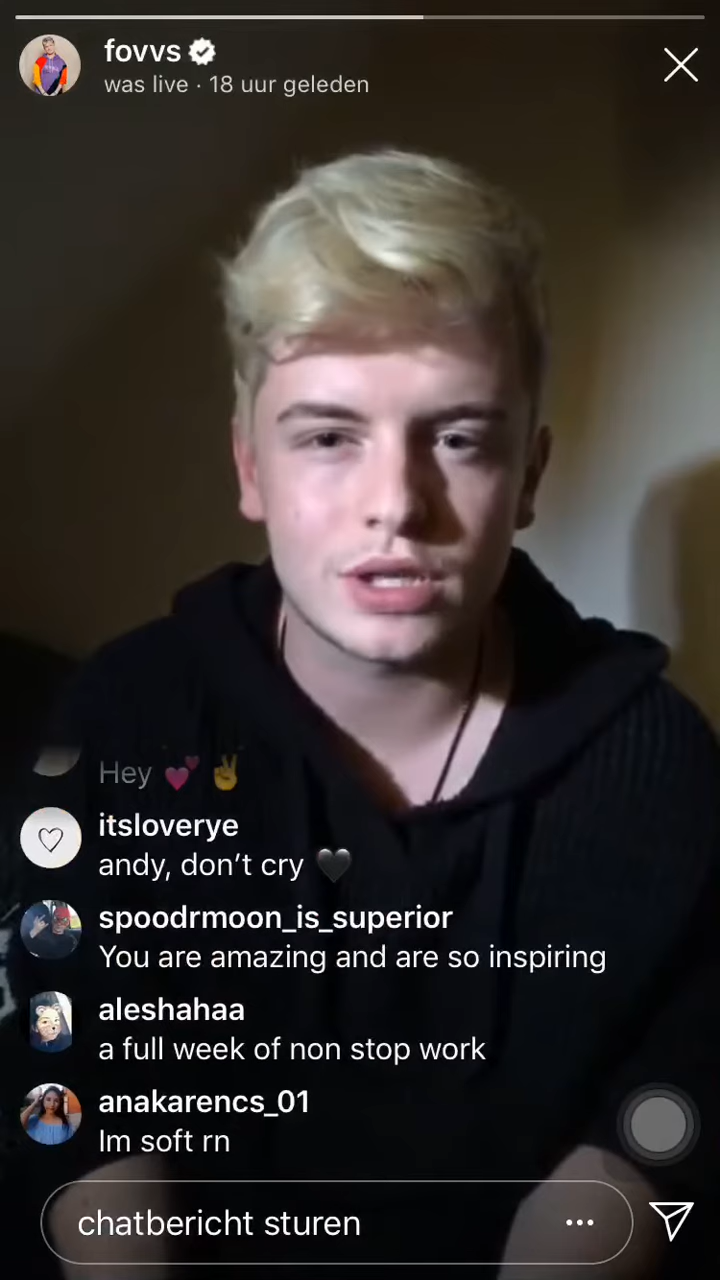 fovvs
was live · 18 uur geleden
Hey 💕 ✌️
itsloverye
andy, don’t cry 🖤
spoodrmoon_is_superior
You are amazing and are so inspiring
aleshahaa
a full week of non stop work
anakarencs_01
Im soft rn
chatbericht sturen